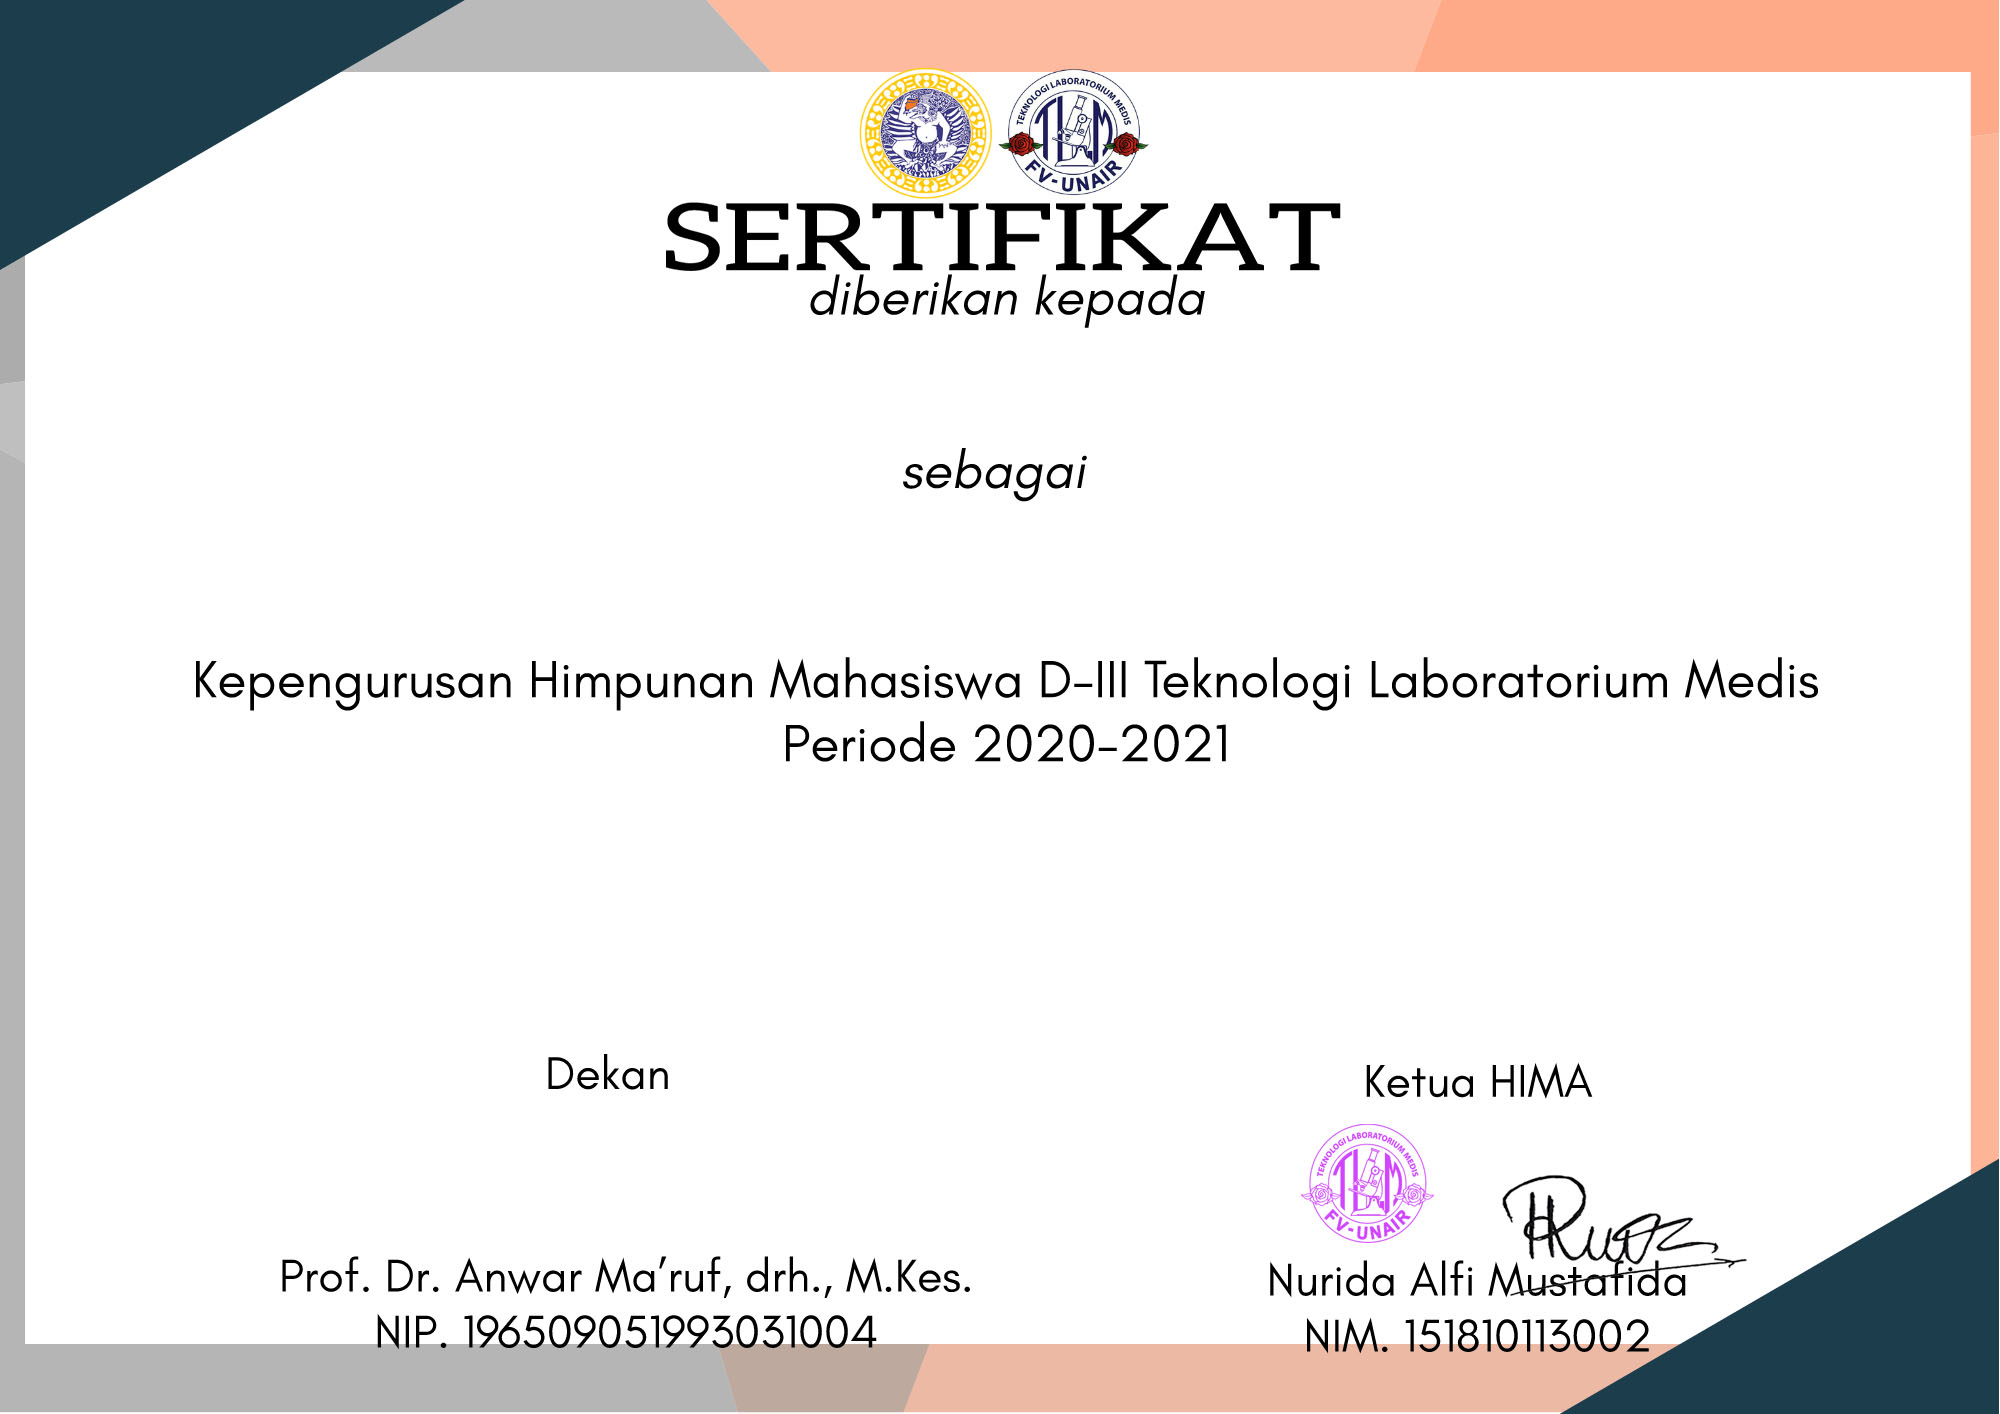 TEKNOLOGI LABORATORIUM MEDIS
TLM
FV-UNAIR
SERTIFIKAT
diberikan kepada
sebagai
Kepengurusan Himpunan Mahasiswa D-III Teknologi Laboratorium Medis
Periode 2020-2021
Dekan
Ketua HIMA
TEKNOLOGI LABORATORIUM MEDIS
TLM
FV-UNAIR
Prof. Dr. Anwar Ma'ruf, drh., M.Kes.
NIP. 196509051993031004
Nurida Alfi Mustafida
NIM. 151810113002